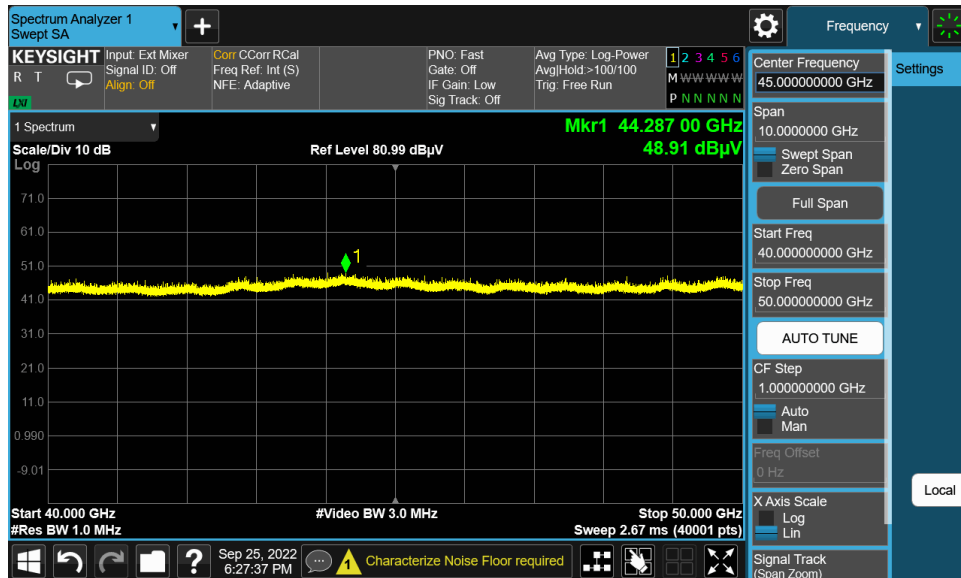 Spectrum Analyzer 1
Swept SA
+
Frequency
KEYSIGHT
R T
LXI
Input: Ext Mixer
Signal ID: Off
Align: Off
Corr CCorr RCal
Freq Ref: Int (S)
NFE: Adaptive
PNO: Fast
Gate: Off
IF Gain: Low
Sig Track: Off
Avg Type: Log-Power
Avg|Hold:>100/100
Trig: Free Run
1 2 3 4 5 6
M W W W W W
P N N N N N
1 Spectrum
Scale/Div 10 dB
Log
Ref Level 80.99 dBµV
Mkr1 44.287 00 GHz
48.91 dBµV
71.0
61.0
51.0
41.0
31.0
21.0
11.0
0.990
-9.01
1
Start 40.000 GHz
#Res BW 1.0 MHz
#Video BW 3.0 MHz
Stop 50.000 GHz
Sweep 2.67 ms (40001 pts)
?
Sep 25, 2022
6:27:37 PM
1
Characterize Noise Floor required
Center Frequency
45.000000000 GHz
Span
10.0000000 GHz
Swept Span
Zero Span
Full Span
Start Freq
40.000000000 GHz
Stop Freq
50.000000000 GHz
AUTO TUNE
CF Step
1.000000000 GHz
Auto
Man
Freq Offset
0 Hz
X Axis Scale
Log
Lin
Signal Track
(Span Zoom)
Settings
Local